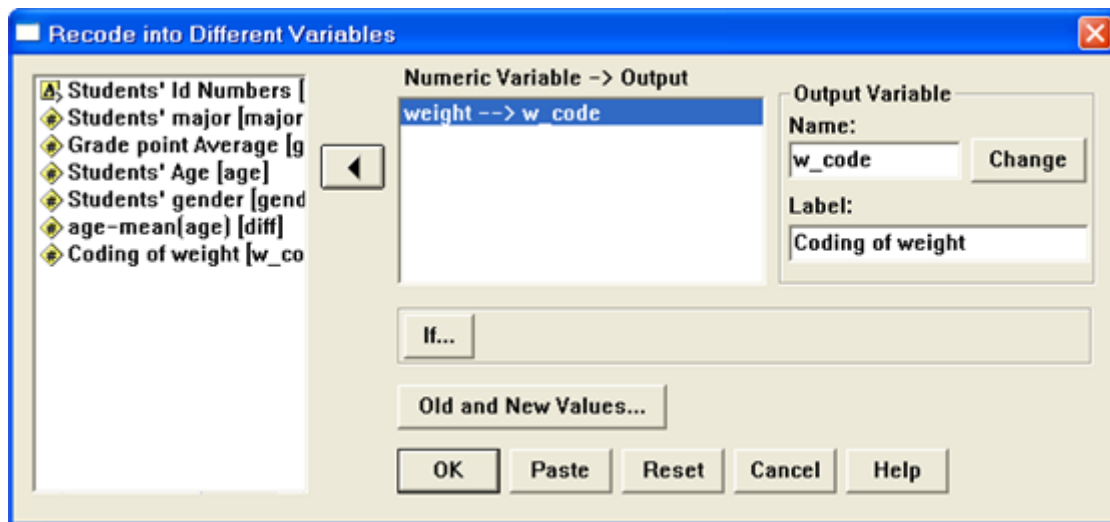 Recode into Different Variables
Students' Id Numbers [
Students' major [major
Grade point Average [g
Students' Age [age]
Students' gender [gend
age-mean(age) [diff]
Coding of weight [w_co
Numeric Variable -> Output
weight --> w_code
Output Variable
Name:
w_code
Change
Label:
Coding of weight
If...
Old and New Values...
OK
Paste
Reset
Cancel
Help